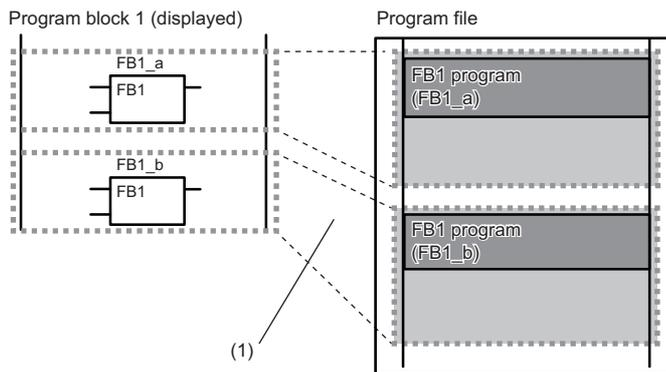 Program block 1 (displayed)
FB1_a
FB1
FB1_b
FB1
(1)
Program file
FB1 program
(FB1_a)
FB1 program
(FB1_b)